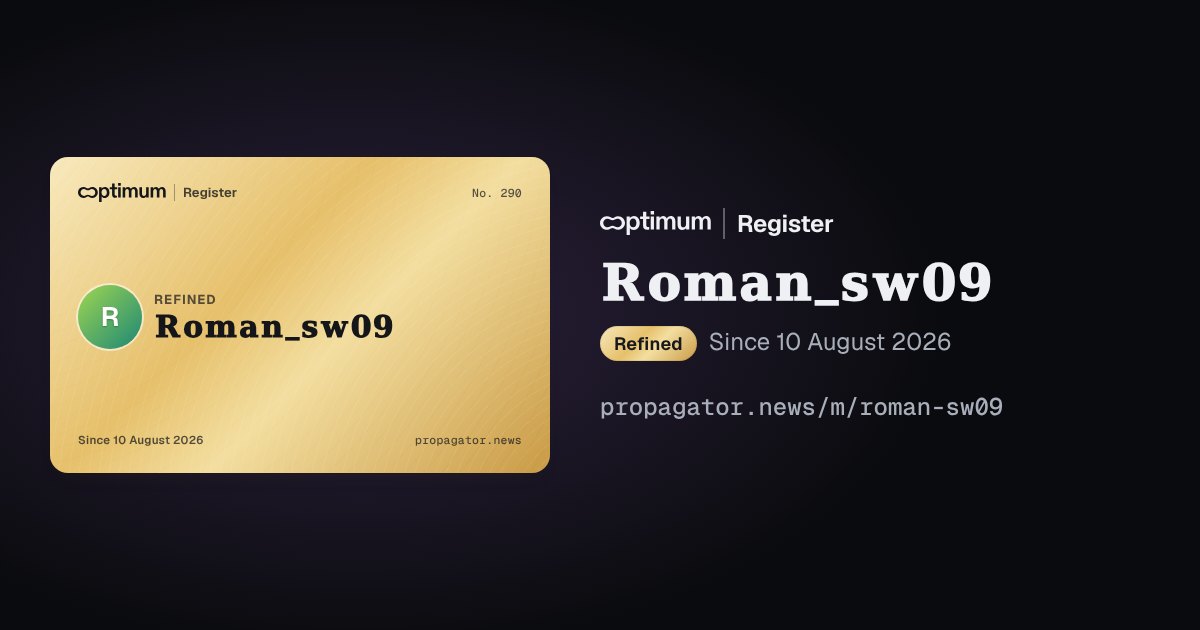 optimum | Register
No. 290
R
REFINED
Roman_sw09
Since 10 August 2026
propagator.news
optimum | Register
Roman_sw09
Refined Since 10 August 2026
propagator.news/m/roman-sw09